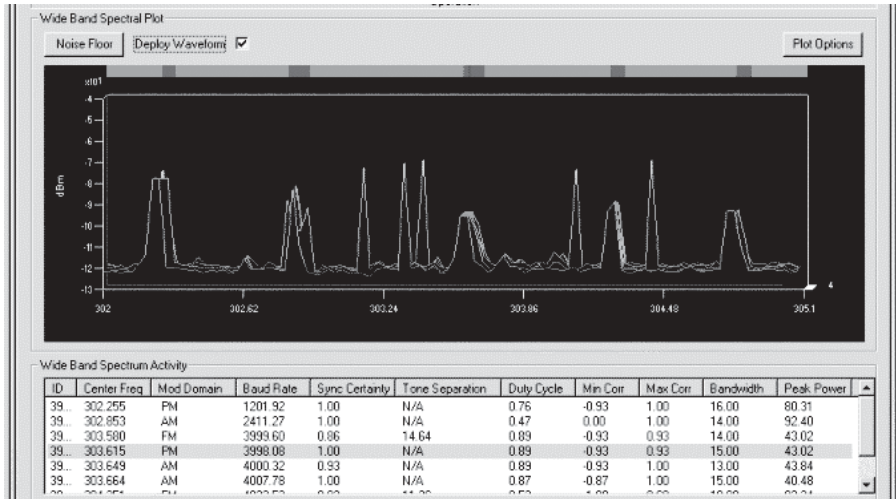 Wide Band Spectral Plot
Noise Floor Deploy Waveform Plot Options
x10¹
-4
-5
-6
-7
dBm
-8
-9
-10
-11
-12
-13
4
302 302.62 303.24 303.86 304.48 305.1
Wide Band Spectrum Activity
ID Center Freq Mod Domain Baud Rate Sync Certainty Tone Separation Duty Cycle Min Corr Max Corr Bandwidth Peak Power
39... 302.255 PM 1201.92 1.00 N/A 0.76 -0.93 1.00 16.00 80.31
39... 302.853 AM 2411.27 1.00 N/A 0.47 0.00 1.00 14.00 92.40
39... 303.580 FM 3999.60 0.86 14.64 0.89 -0.93 0.93 14.00 43.02
39... 303.615 PM 3998.08 1.00 N/A 0.89 -0.93 0.93 15.00 43.02
39... 303.649 AM 4000.32 0.93 N/A 0.89 -0.93 1.00 13.00 43.84
39... 303.664 AM 4007.78 1.00 N/A 0.87 -0.87 1.00 15.00 40.48